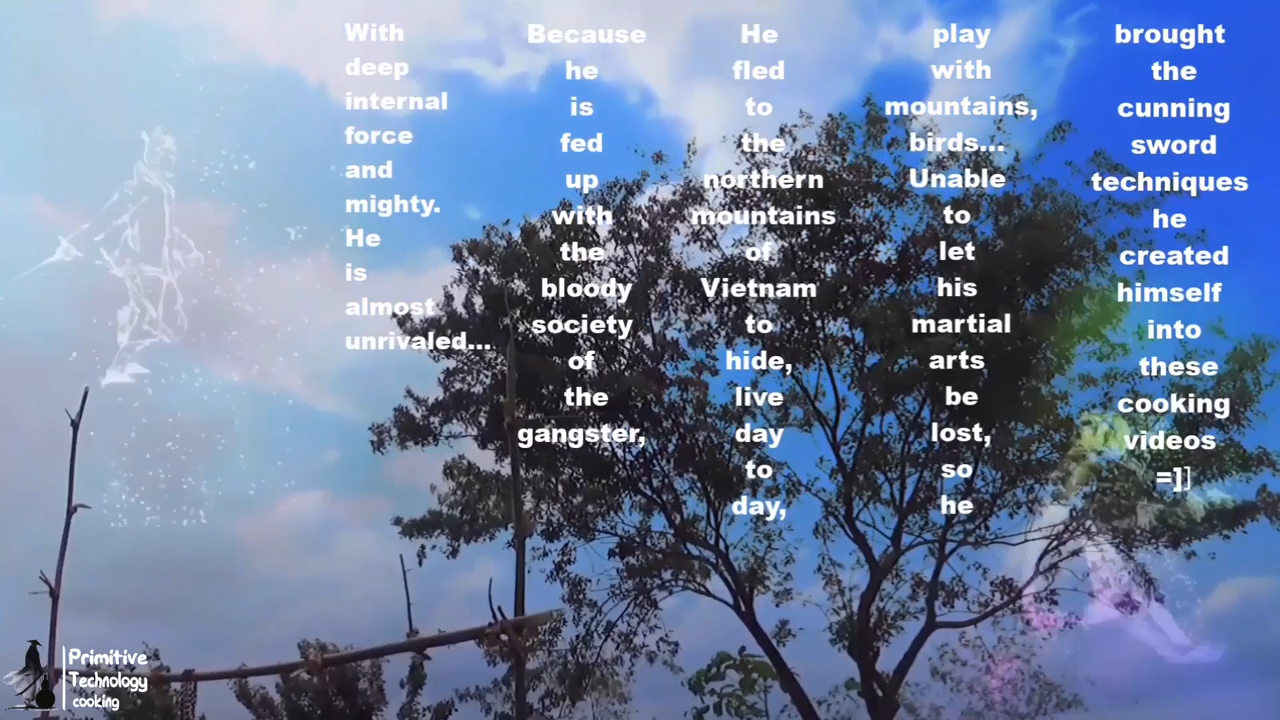 With
deep
internal
force
and
mighty.
He
is
almost
unrivaled...
Because
he
is
fed
up
with
the
bloody
society
of
the
gangster,
He
fled
to
the
northern
mountains
of
Vietnam
to
hide,
live
day
to
day,
play
with
mountains,
birds...
Unable
to
let
his
martial
arts
be
lost,
so
he
brought
the
cunning
sword
techniques
he
created
himself
into
these
cooking
videos
=]]
Primitive
Technology
cooking